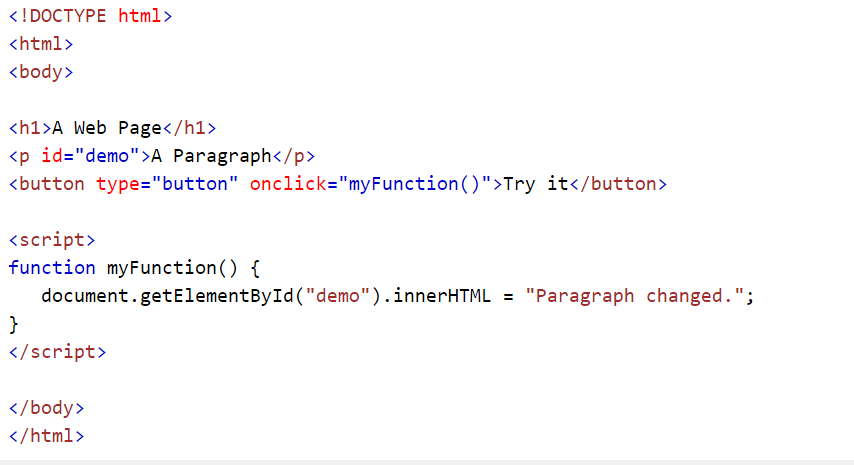 <!DOCTYPE html>
<html>
<body>
<h1>A Web Page</h1>
<p id="demo">A Paragraph</p>
<button type="button" onclick="myFunction()">Try it</button>
<script>
function myFunction() {
   document.getElementById("demo").innerHTML = "Paragraph changed.";
}
</script>
</body>
</html>